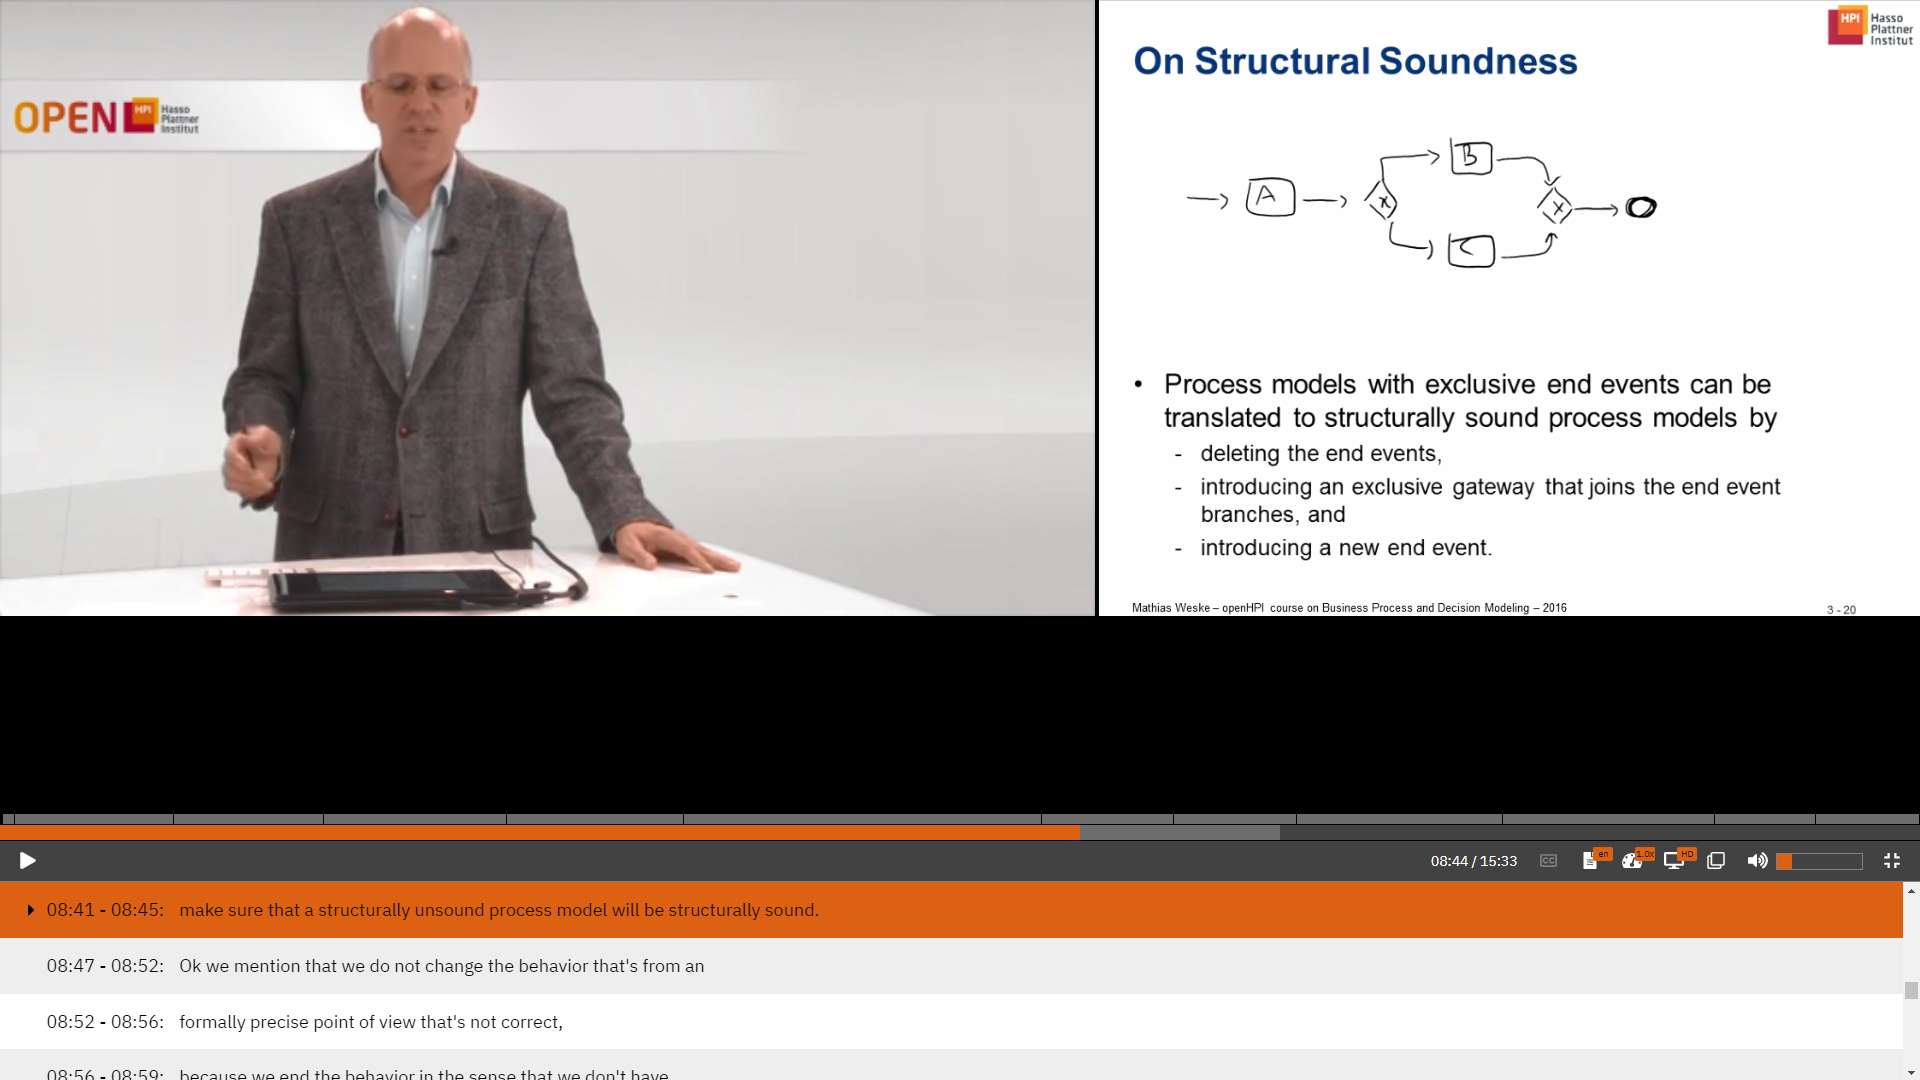 OPEN HPI Hasso
Plattner
Institut
HPI Hasso
Plattner
Institut
On Structural Soundness
A
X
B
C
X
• Process models with exclusive end events can be
translated to structurally sound process models by
- deleting the end events,
- introducing an exclusive gateway that joins the end event
branches, and
- introducing a new end event.
Mathias Weske – openHPI course on Business Process and Decision Modeling – 2016
3 - 20
08:44 / 15:33
CC
en
1.0x
HD
08:41 - 08:45: make sure that a structurally unsound process model will be structurally sound.
08:47 - 08:52: Ok we mention that we do not change the behavior that's from an
08:52 - 08:56: formally precise point of view that's not correct,
08:56 - 08:59: because we end the behavior in the sense that we don't have